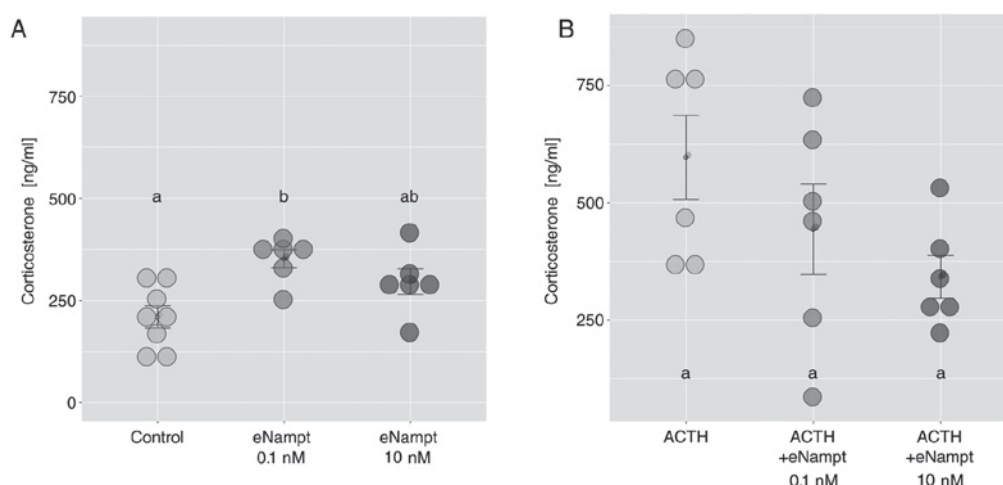 A
Corticosterone [ng/ml]
750
500
250
0
a
b
ab
Control
eNampt
0.1 nM
eNampt
10 nM
B
Corticosterone [ng/ml]
750
500
250
a
a
a
ACTH
ACTH
+eNampt
0.1 nM
ACTH
+eNampt
10 nM